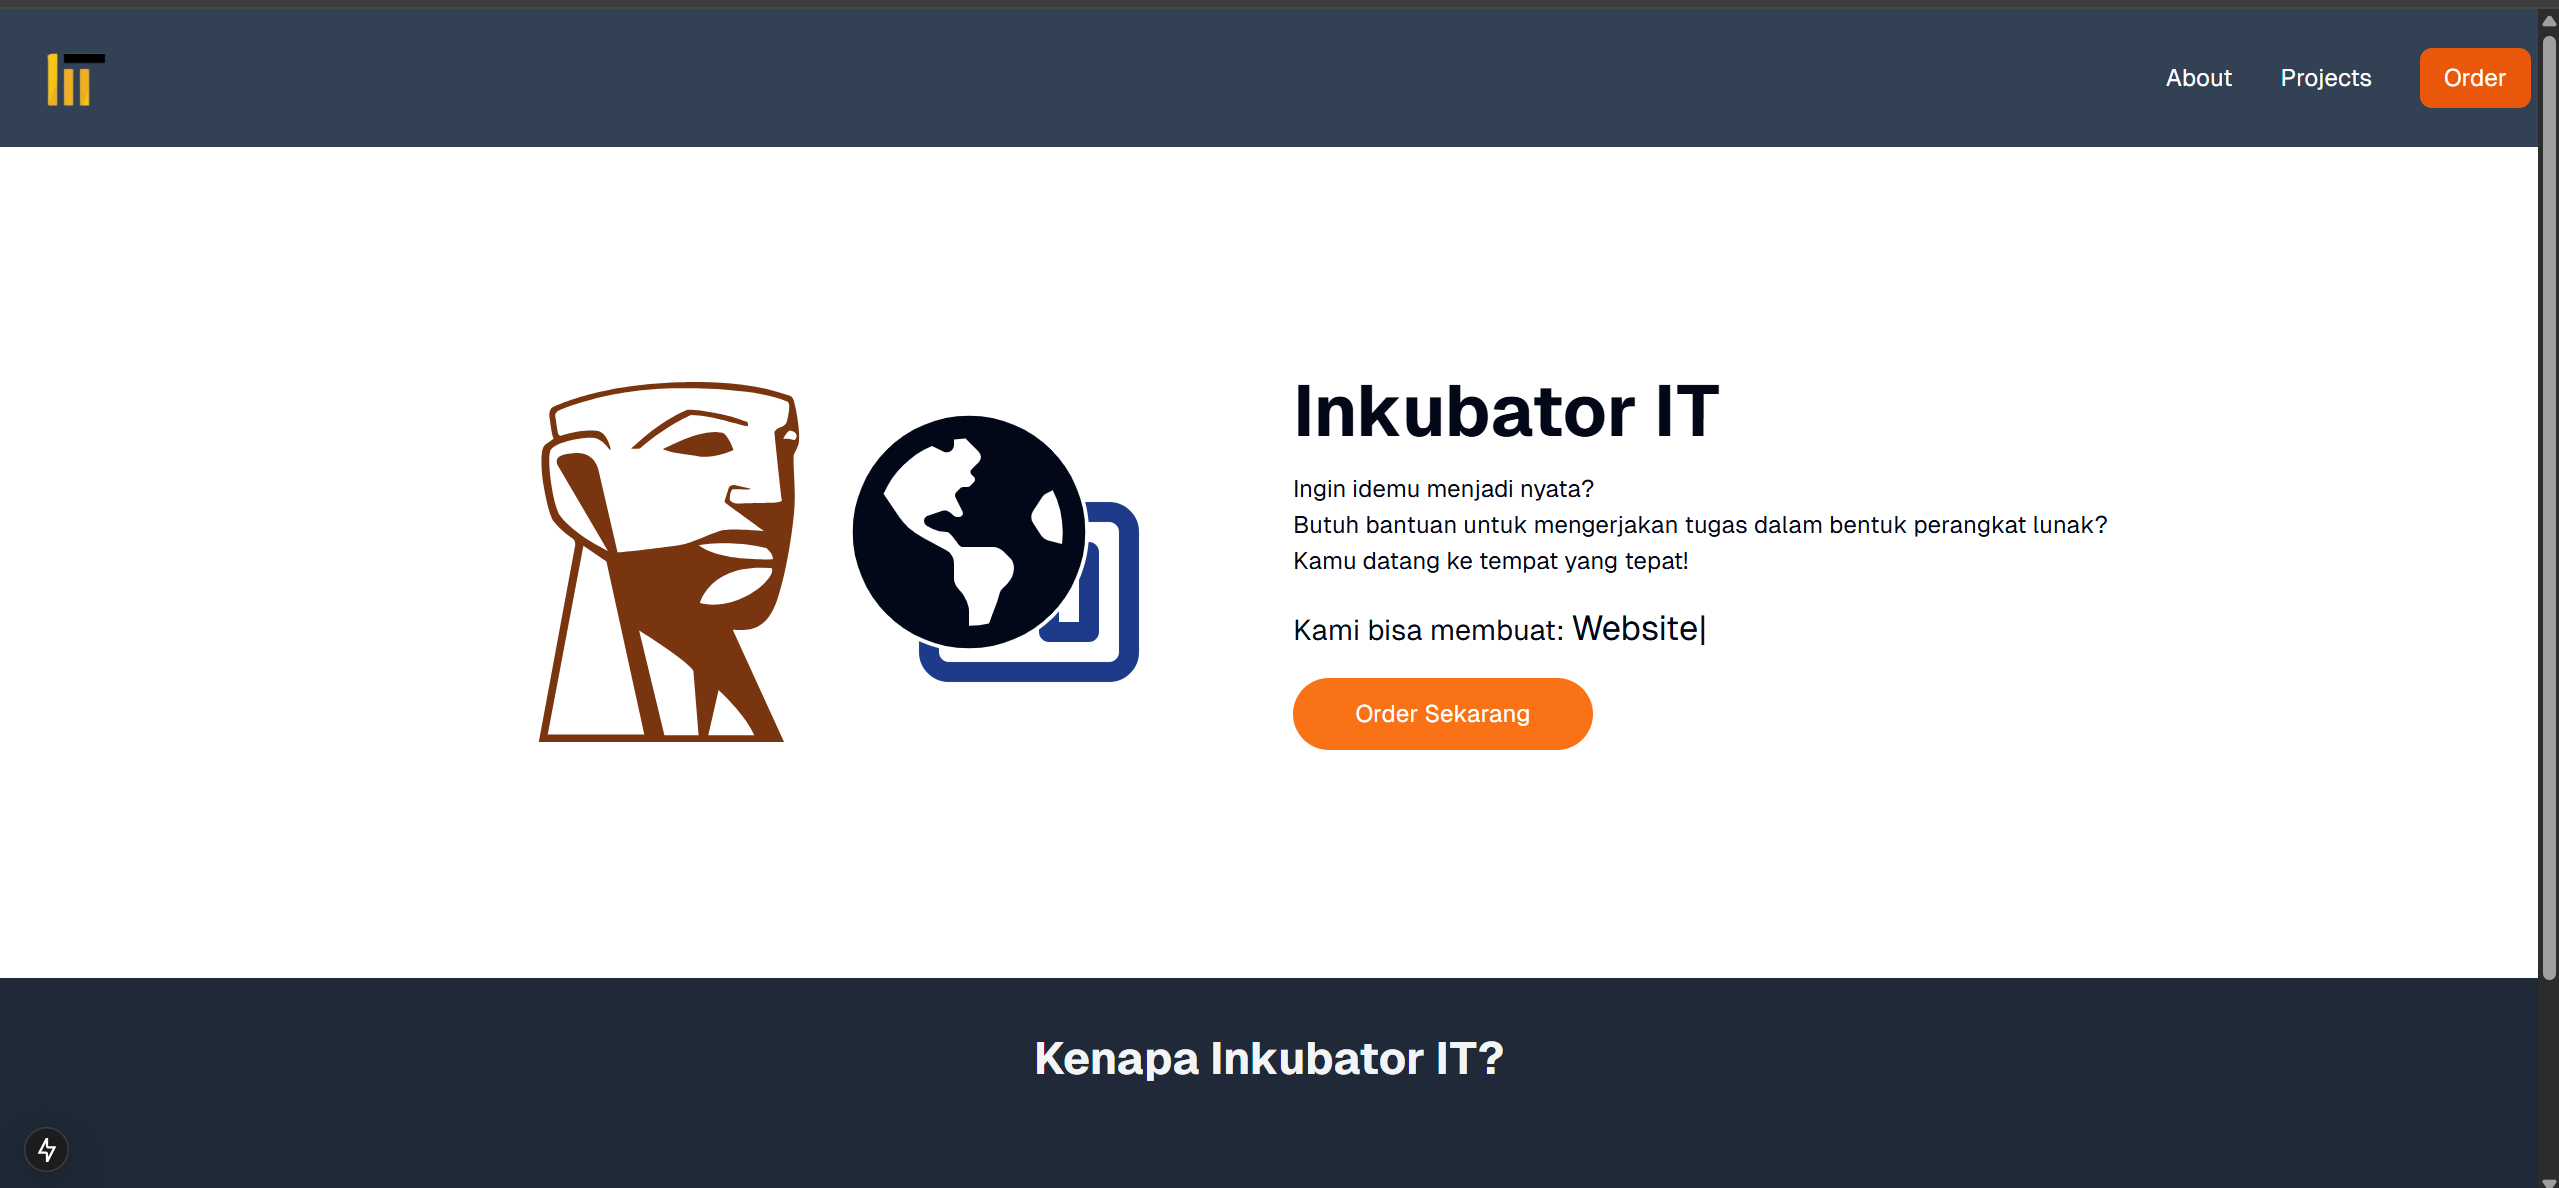 IIT
About
Projects
Order
Inkubator IT
Ingin idemu menjadi nyata?
Butuh bantuan untuk mengerjakan tugas dalam bentuk perangkat lunak?
Kamu datang ke tempat yang tepat!
Kami bisa membuat: Website|
Order Sekarang
Kenapa Inkubator IT?